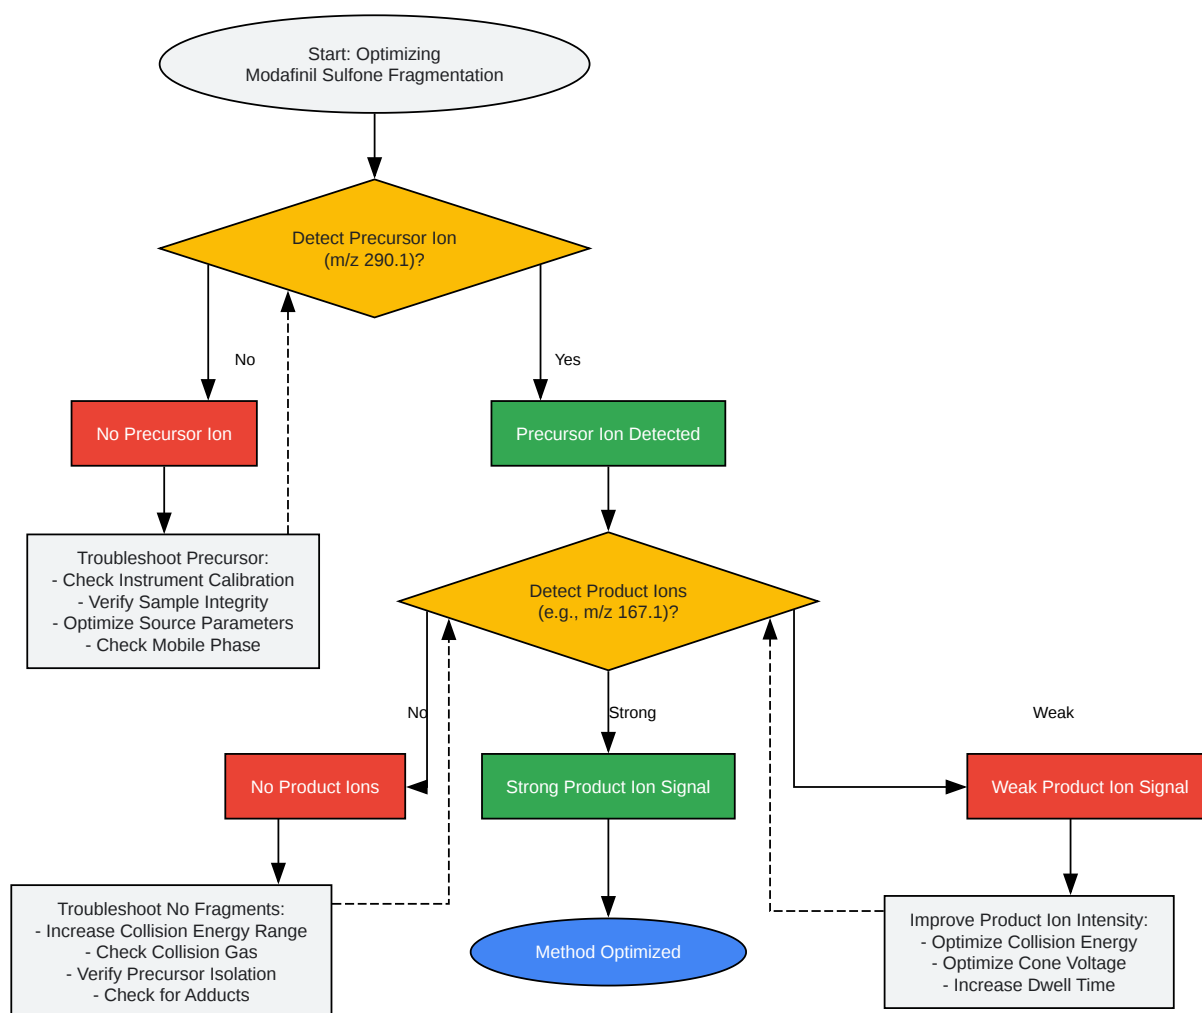 Start: Optimizing
Modafinil Sulfone Fragmentation
Detect Precursor Ion
(m/z 290.1)?
No
Yes
No Precursor Ion
Precursor Ion Detected
Troubleshoot Precursor:
- Check Instrument Calibration
- Verify Sample Integrity
- Optimize Source Parameters
- Check Mobile Phase
Detect Product Ions
(e.g., m/z 167.1)?
No
Strong
Weak
No Product Ions
Strong Product Ion Signal
Weak Product Ion Signal
Troubleshoot No Fragments:
- Increase Collision Energy Range
- Check Collision Gas
- Verify Precursor Isolation
- Check for Adducts
Method Optimized
Improve Product Ion Intensity:
- Optimize Collision Energy
- Optimize Cone Voltage
- Increase Dwell Time